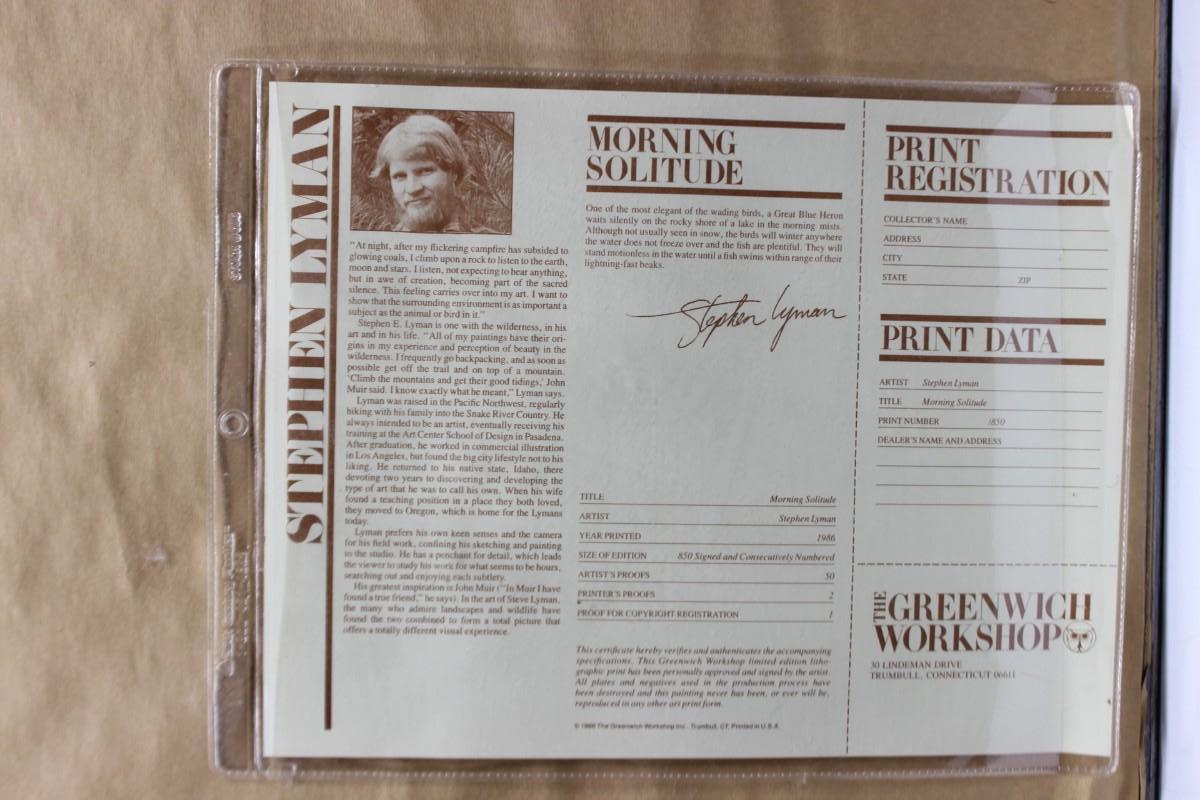 STEPHEN LYMAN
"At night, after my flickering campfire has subsided to
glowing coals, I climb upon a rock to listen to the earth,
moon and stars. I listen, not expecting to hear anything,
but in awe of creation, becoming part of the sacred
silence. This feeling carries over into my art. I want to
show that the surrounding environment is as important a
subject as the animal or bird in it."
Stephen E. Lyman is one with the wilderness, in his
art and in his life. "All of my paintings have their ori-
gins in my experience and perception of beauty in the
wilderness. I frequently go backpacking, and as soon as
possible get off the trail and on top of a mountain.
'Climb the mountains and get their good tidings,' John
Muir said. I know exactly what he meant," Lyman says.
Lyman was raised in the Pacific Northwest, regularly
hiking with his family into the Snake River Country. He
always intended to be an artist, eventually receiving his
training at the Art Center School of Design in Pasadena.
After graduation, he worked in commercial illustration
in Los Angeles, but found the big city lifestyle not to his
liking. He returned to his native state, Idaho, there
devoting two years to discovering and developing the
type of art that he was to call his own. When his wife
found a teaching position in a place they both loved,
they moved to Oregon, which is home for the Lymans
today.
Lyman prefers his own keen senses and the camera
for his field work, confining his sketching and painting
to the studio. He has a penchant for detail, which leads
the viewer to study his work for what seems to be hours,
searching out and enjoying each subtlety.
His greatest inspiration is John Muir ("In Muir I have
found a true friend," he says). In the art of Steve Lyman,
the many who admire landscapes and wildlife have
found the two combined to form a total picture that
offers a totally different visual experience.
MORNING
SOLITUDE
One of the most elegant of the wading birds, a Great Blue Heron
waits silently on the rocky shore of a lake in the morning mists.
Although not usually seen in snow, the birds will winter anywhere
the water does not freeze over and the fish are plentiful. They will
stand motionless in the water until a fish swims within range of their
lightning-fast beaks.
Stephen Lyman
TITLE Morning Solitude
ARTIST Stephen Lyman
YEAR PRINTED 1986
SIZE OF EDITION 850 Signed and Consecutively Numbered
ARTIST'S PROOFS 50
PRINTER'S PROOFS 2
PROOF FOR COPYRIGHT REGISTRATION 1
This certificate hereby verifies and authenticates the accompanying
specifications. This Greenwich Workshop limited edition litho-
graphic print has been personally approved and signed by the artist.
All plates and negatives used in the production process have
been destroyed and this painting never has been, or ever will be,
reproduced in any other art print form.
© 1986 The Greenwich Workshop Inc., Trumbull, CT. Printed in U.S.A.
PRINT
REGISTRATION
COLLECTOR'S NAME
ADDRESS
CITY
STATE ZIP
PRINT DATA
ARTIST Stephen Lyman
TITLE Morning Solitude
PRINT NUMBER /850
DEALER'S NAME AND ADDRESS
THE GREENWICH
WORKSHOP
30 LINDEMAN DRIVE
TRUMBULL, CONNECTICUT 06611